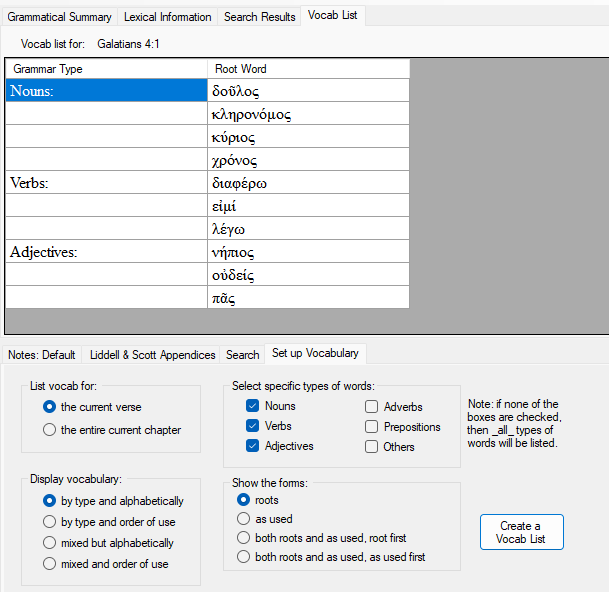 Grammatical Summary Lexical Information Search Results Vocab List
Vocab list for: Galatians 4:1
Grammar Type Root Word
Nouns: δοῦλος
κληρονόμος
κύριος
χρόνος
Verbs: διαφέρω
εἰμί
λέγω
Adjectives: νήπιος
οὐδείς
πᾶς
Notes: Default Liddell & Scott Appendices Search Set up Vocabulary
List vocab for:
the current verse
the entire current chapter
Select specific types of words:
Nouns Adverbs
Verbs Prepositions
Adjectives Others
Note: if none of the
boxes are checked,
then _all_ types of
words will be listed.
Display vocabulary:
by type and alphabetically
by type and order of use
mixed but alphabetically
mixed and order of use
Show the forms:
roots
as used
both roots and as used, root first
both roots and as used, as used first
Create a
Vocab List